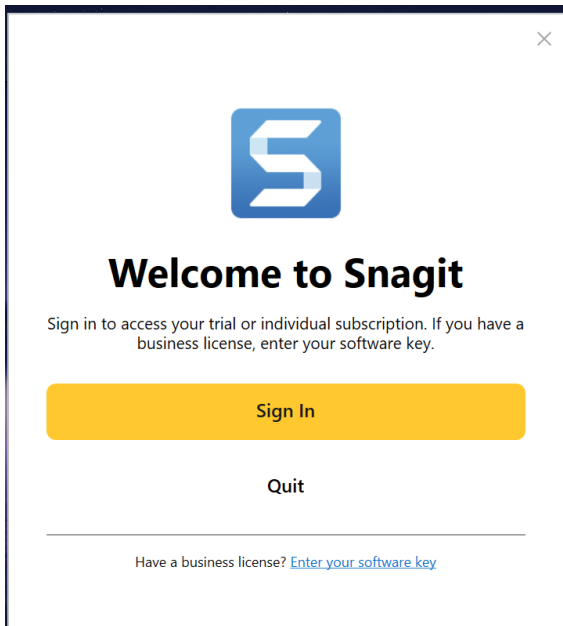 Welcome to Snagit
Sign in to access your trial or individual subscription. If you have a
business license, enter your software key.
Sign In
Quit
Have a business license? Enter your software key